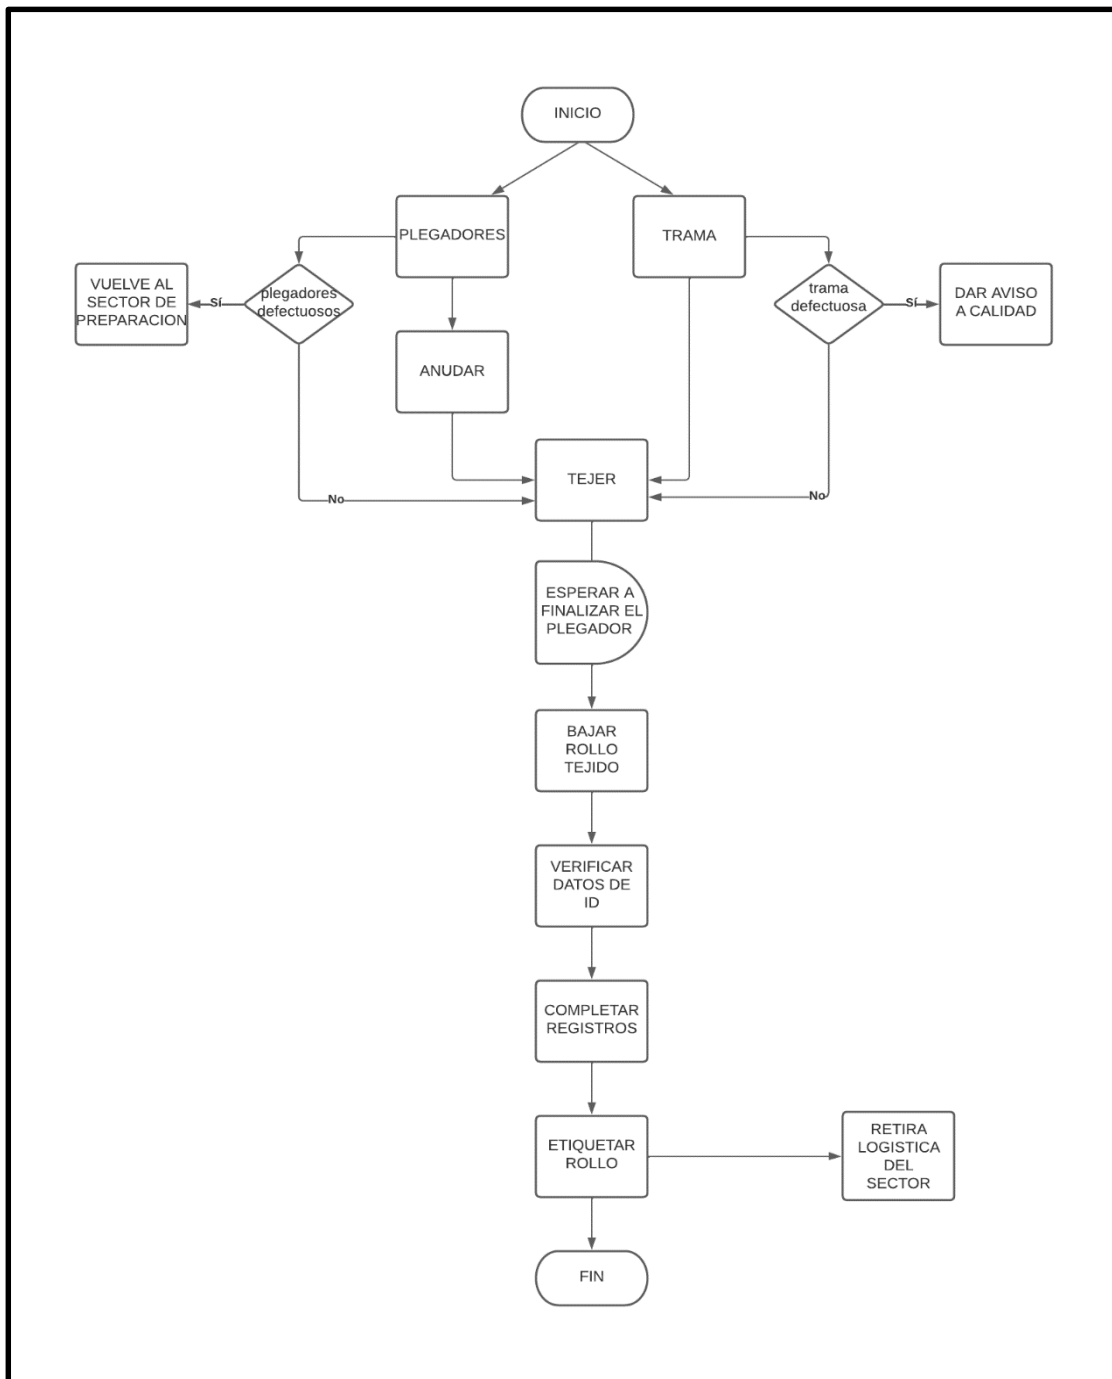 INICIO
PLEGADORES
TRAMA
VUELVE AL
SECTOR DE
PREPARACION
Sí
plegadores
defectuosos
trama
defectuosa
Sí
DAR AVISO
A CALIDAD
ANUDAR
TEJER
No
No
ESPERAR A
FINALIZAR EL
PLEGADOR
BAJAR
ROLLO
TEJIDO
VERIFICAR
DATOS DE
ID
COMPLETAR
REGISTROS
ETIQUETAR
ROLLO
RETIRA
LOGISTICA
DEL
SECTOR
FIN